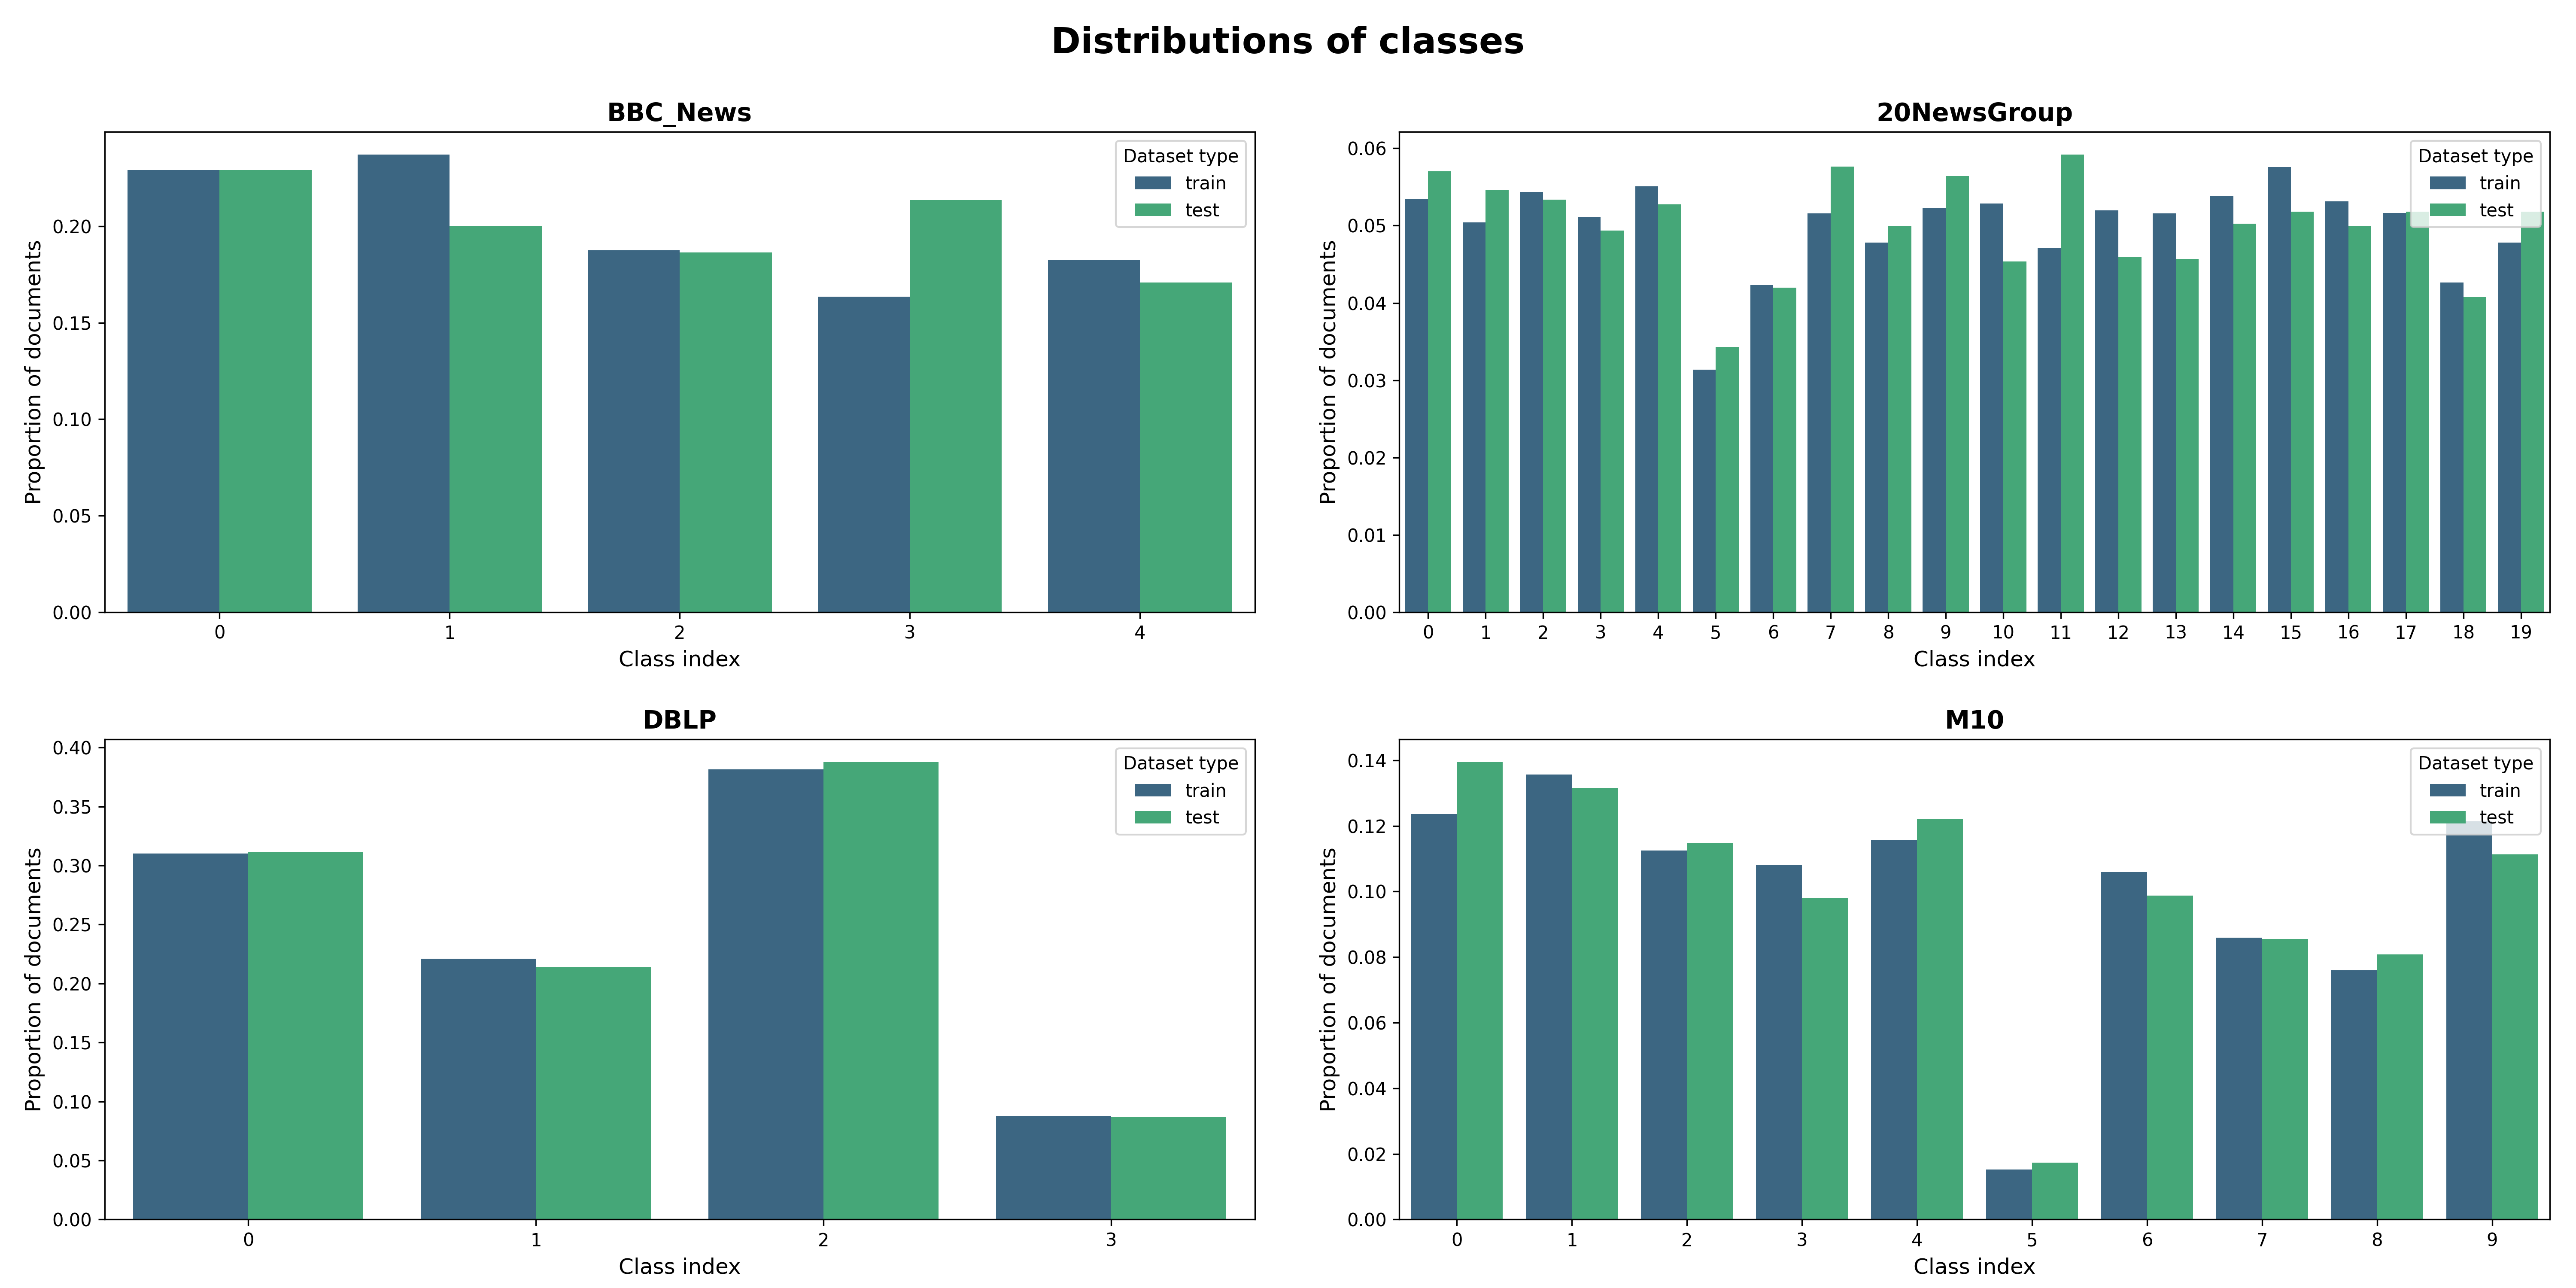 Distributions of classes
BBC_News
Proportion of documents
0.20
0.15
0.10
0.05
0.00
Dataset type
train
test
0 1 2 3 4
Class index
20NewsGroup
Proportion of documents
0.06
0.05
0.04
0.03
0.02
0.01
0.00
Dataset type
train
test
0 1 2 3 4 5 6 7 8 9 10 11 12 13 14 15 16 17 18 19
Class index
DBLP
Proportion of documents
0.40
0.35
0.30
0.25
0.20
0.15
0.10
0.05
0.00
Dataset type
train
test
0 1 2 3
Class index
M10
Proportion of documents
0.14
0.12
0.10
0.08
0.06
0.04
0.02
0.00
Dataset type
train
test
0 1 2 3 4 5 6 7 8 9
Class index